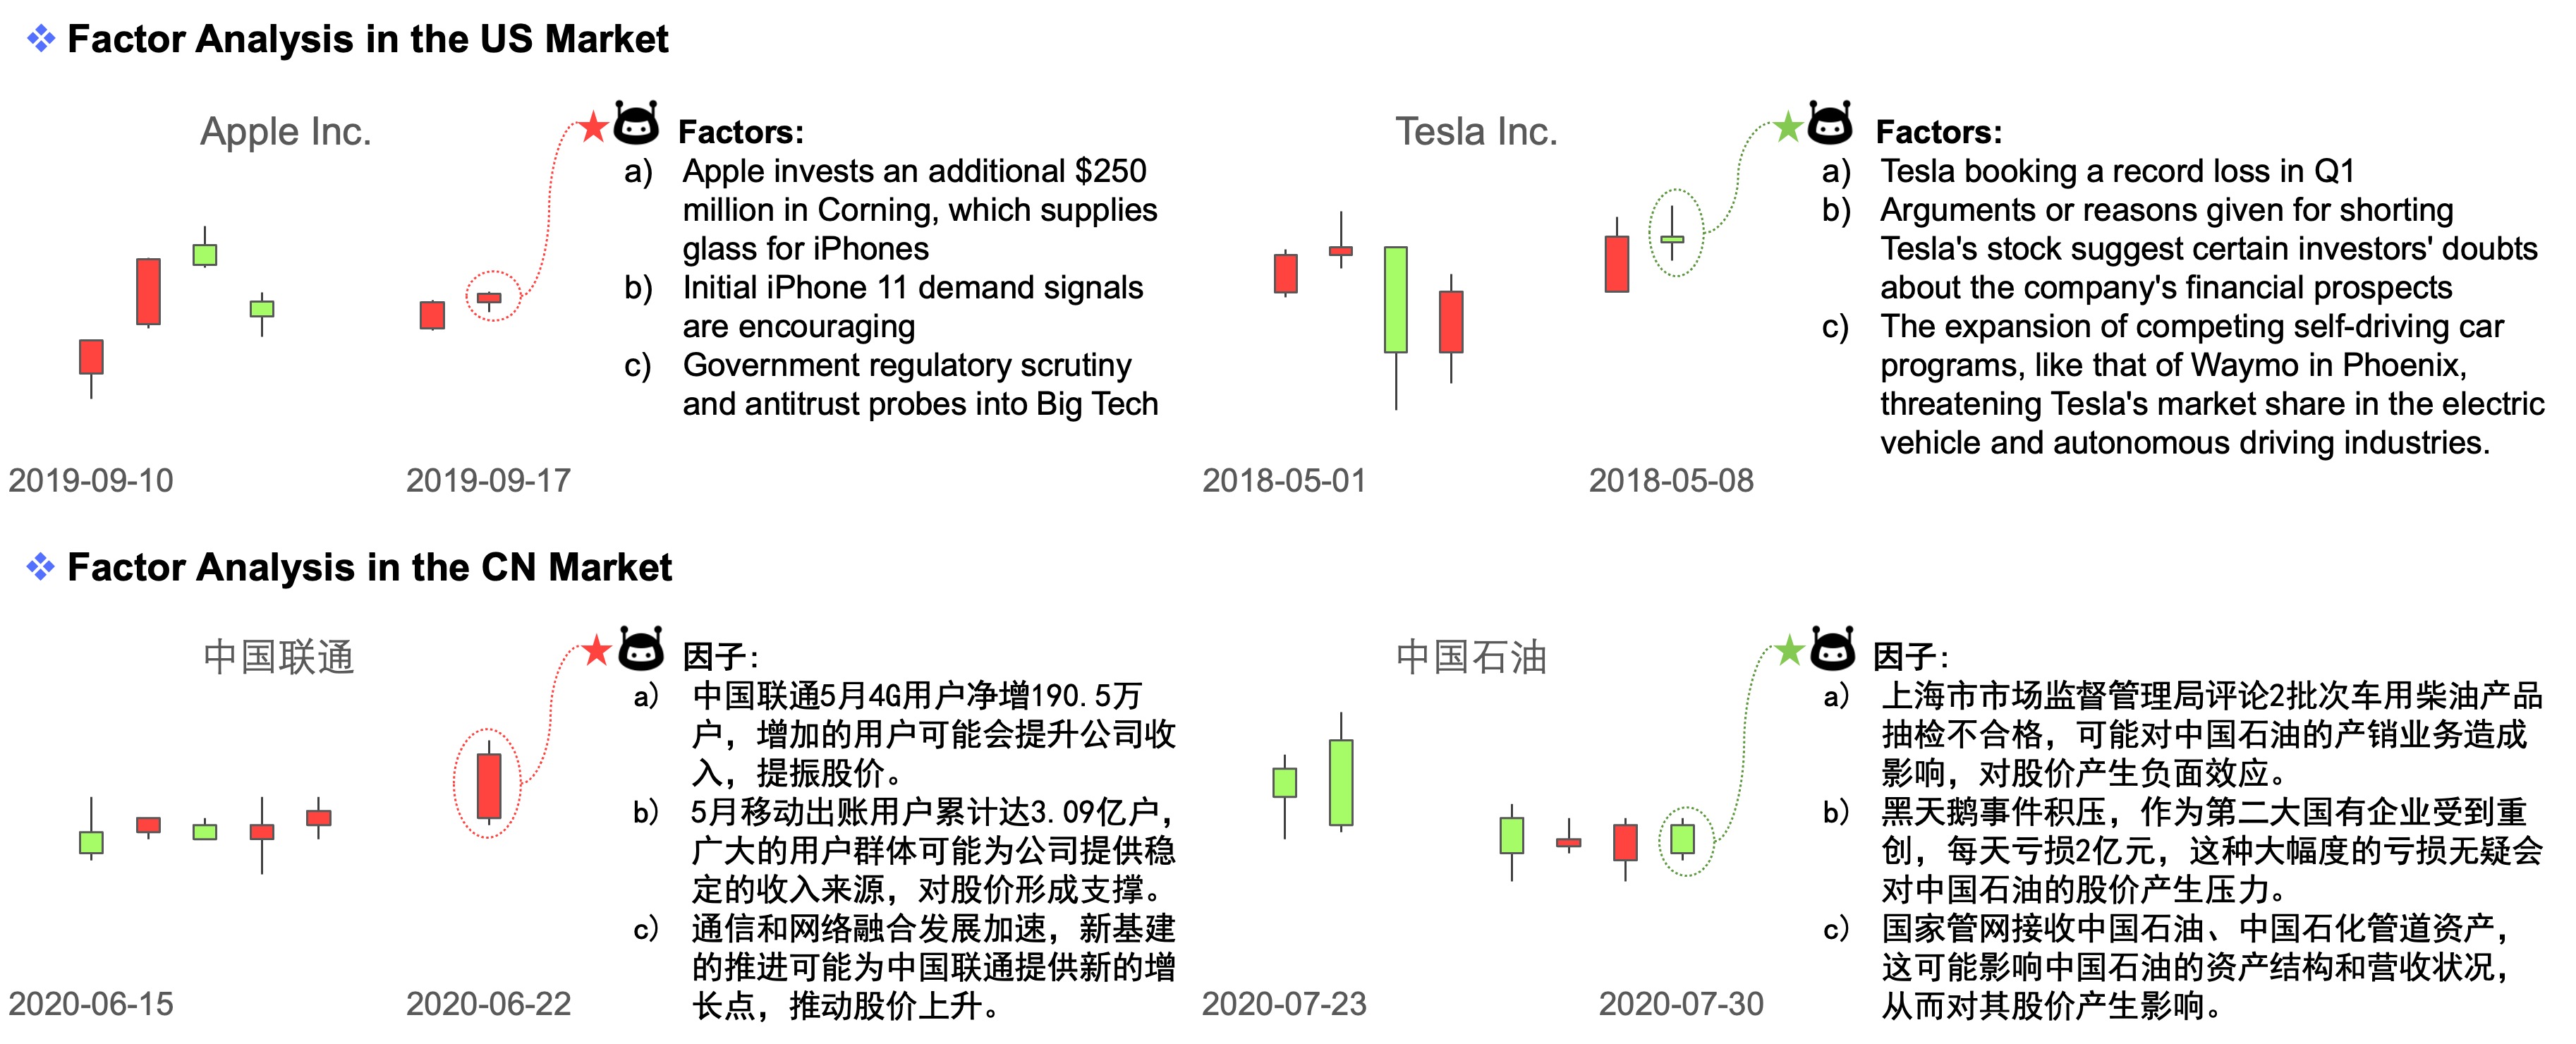 Factor Analysis in the US Market
Apple Inc.
Factors:
a) Apple invests an additional $250
million in Corning, which supplies
glass for iPhones
b) Initial iPhone 11 demand signals
are encouraging
c) Government regulatory scrutiny
and antitrust probes into Big Tech
2019-09-10
2019-09-17
Tesla Inc.
Factors:
a) Tesla booking a record loss in Q1
b) Arguments or reasons given for shorting
Tesla's stock suggest certain investors' doubts
about the company's financial prospects
c) The expansion of competing self-driving car
programs, like that of Waymo in Phoenix,
threatening Tesla's market share in the electric
vehicle and autonomous driving industries.
2018-05-01
2018-05-08
Factor Analysis in the CN Market
中国联通
因子:
a) 中国联通5月4G用户净增190.5万
户，增加的用户可能会提升公司收
入，提振股价。
b) 5月移动出账用户累计达3.09亿户，
广大的用户群体可能为公司提供稳
定的收入来源，对股价形成支撑。
c) 通信和网络融合发展加速，新基建
的推进可能为中国联通提供新的增
长点，推动股价上升。
2020-06-15
2020-06-22
中国石油
因子:
a) 上海市市场监督管理局评论2批次车用柴油产品
抽检不合格，可能对中国石油的产销业务造成
影响，对股价产生负面效应。
b) 黑天鹅事件积压，作为第二大国有企业受到重
创，每天亏损2亿元，这种大幅度的亏损无疑会
对中国石油的股价产生压力。
c) 国家管网接收中国石油、中国石化管道资产，
这可能影响中国石油的资产结构和营收状况，
从而对其股价产生影响。
2020-07-23
2020-07-30